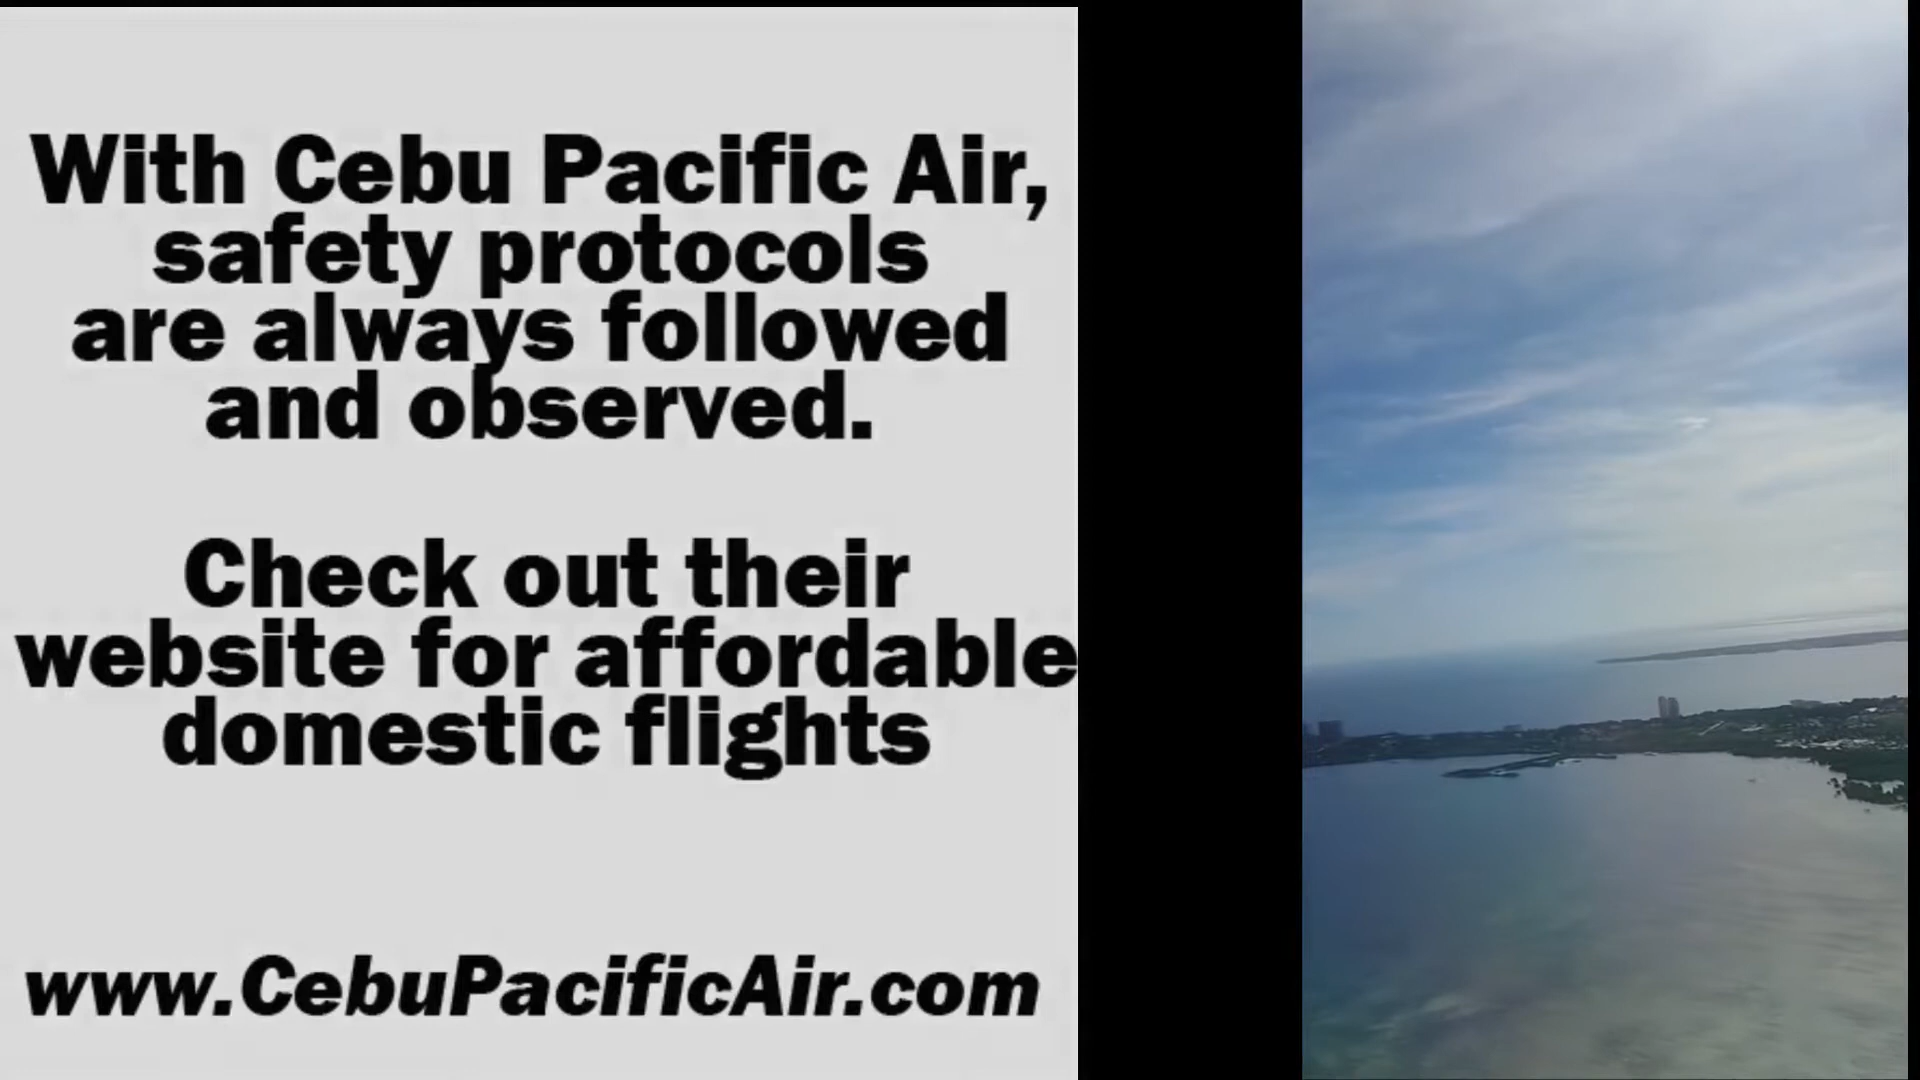 With Cebu Pacific Air,
safety protocols
are always followed
and observed.
Check out their
website for affordable
domestic flights
www.CebuPacificAir.com